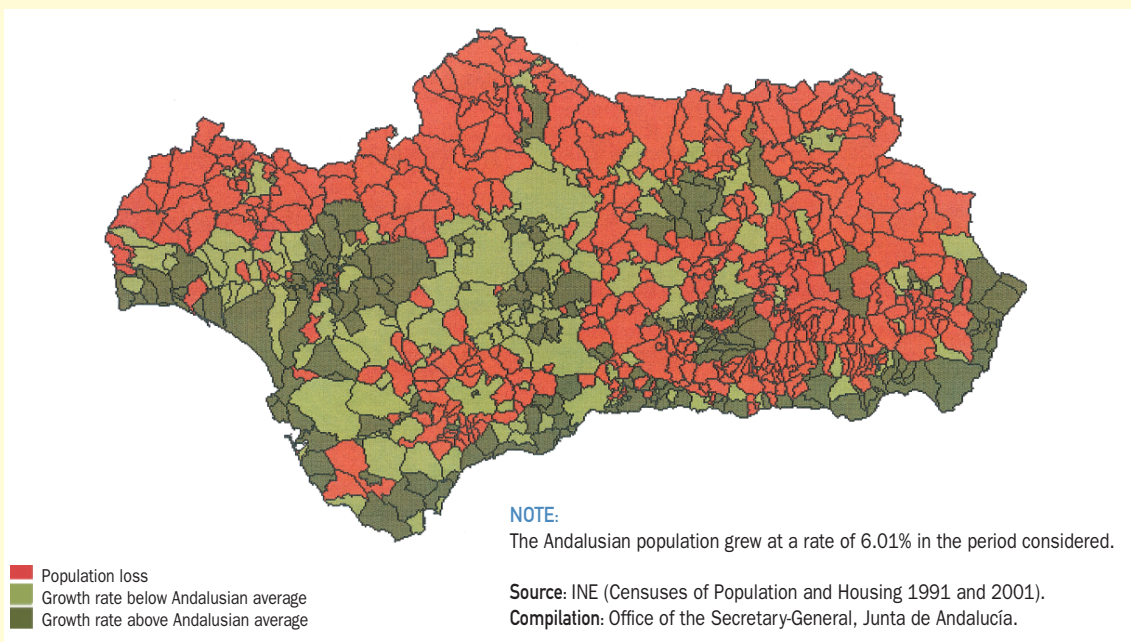 NOTE:
The Andalusian population grew at a rate of 6.01% in the period considered.
Source: INE (Censuses of Population and Housing 1991 and 2001).
Compilation: Office of the Secretary-General, Junta de Andalucía.
Population loss
Growth rate below Andalusian average
Growth rate above Andalusian average